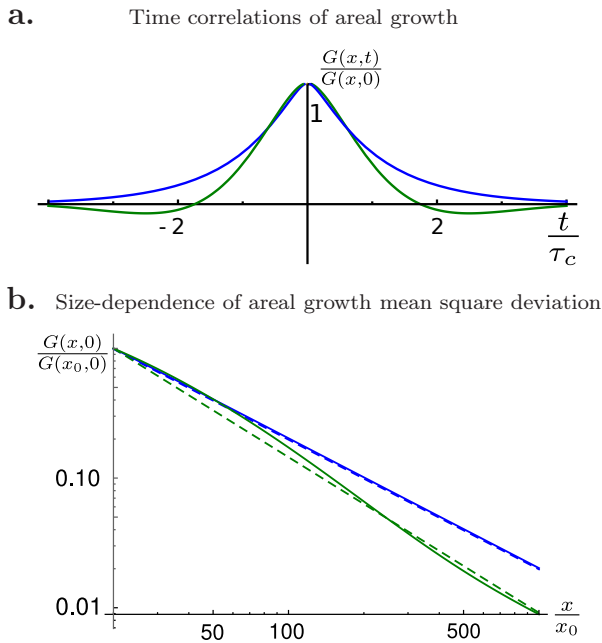 a. Time correlations of areal growth
G(x,t)
G(x,0)
1
-2 2
t
τc
b. Size-dependence of areal growth mean square deviation
G(x,0)
G(x0,0)
0.10
0.01
50 100 500
x
x0